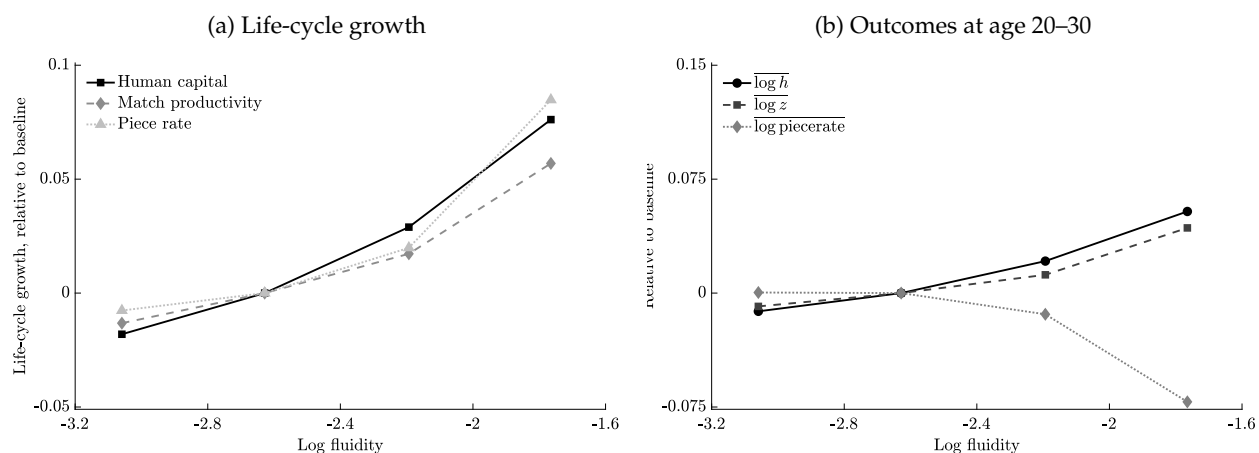 (a) Life-cycle growth
Life-cycle growth, relative to baseline
0.1
0.05
0
-0.05
Human capital
Match productivity
Piece rate
-3.2
-2.8
-2.4
-2
-1.6
Log fluidity
(b) Outcomes at age 20–30
Relative to baseline
0.15
0.075
0
-0.075
log h
log z
log piecerate
-3.2
-2.8
-2.4
-2
-1.6
Log fluidity